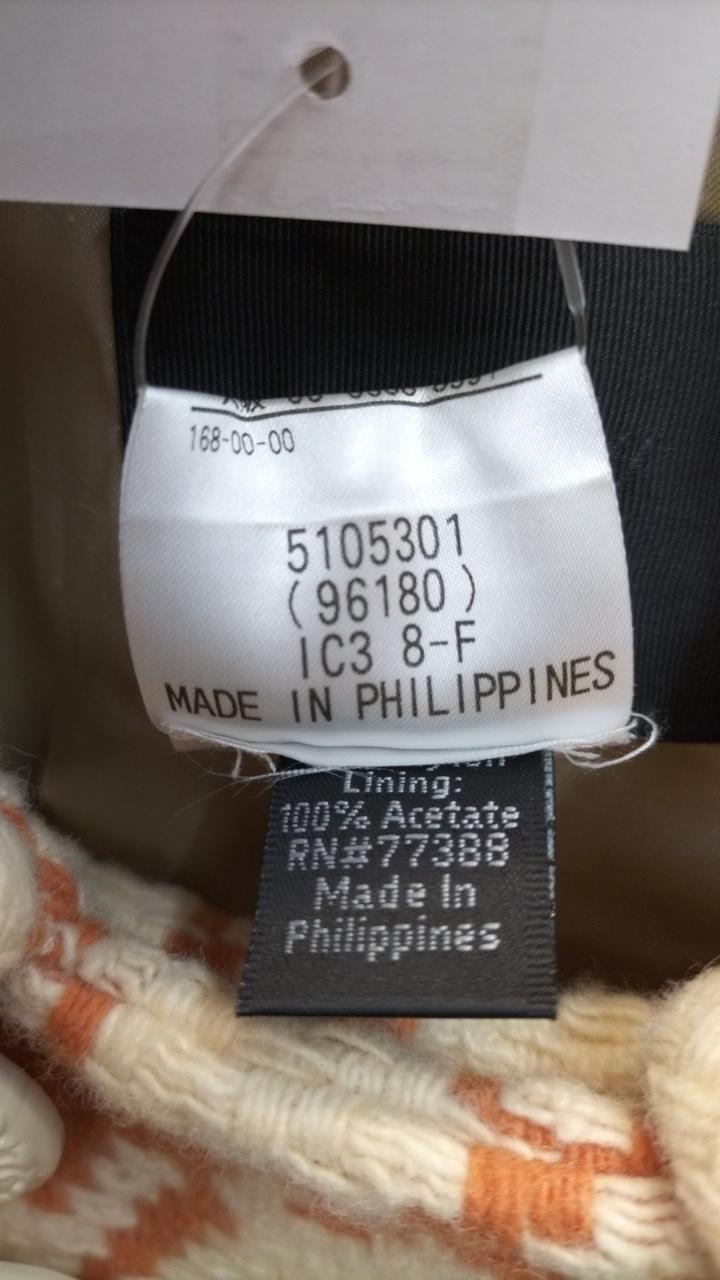 168-00-00
5105301
(96180)
IC3 8-F
MADE IN PHILIPPINES
Lining:
100% Acetate
RN#77388
Made In
Philippines